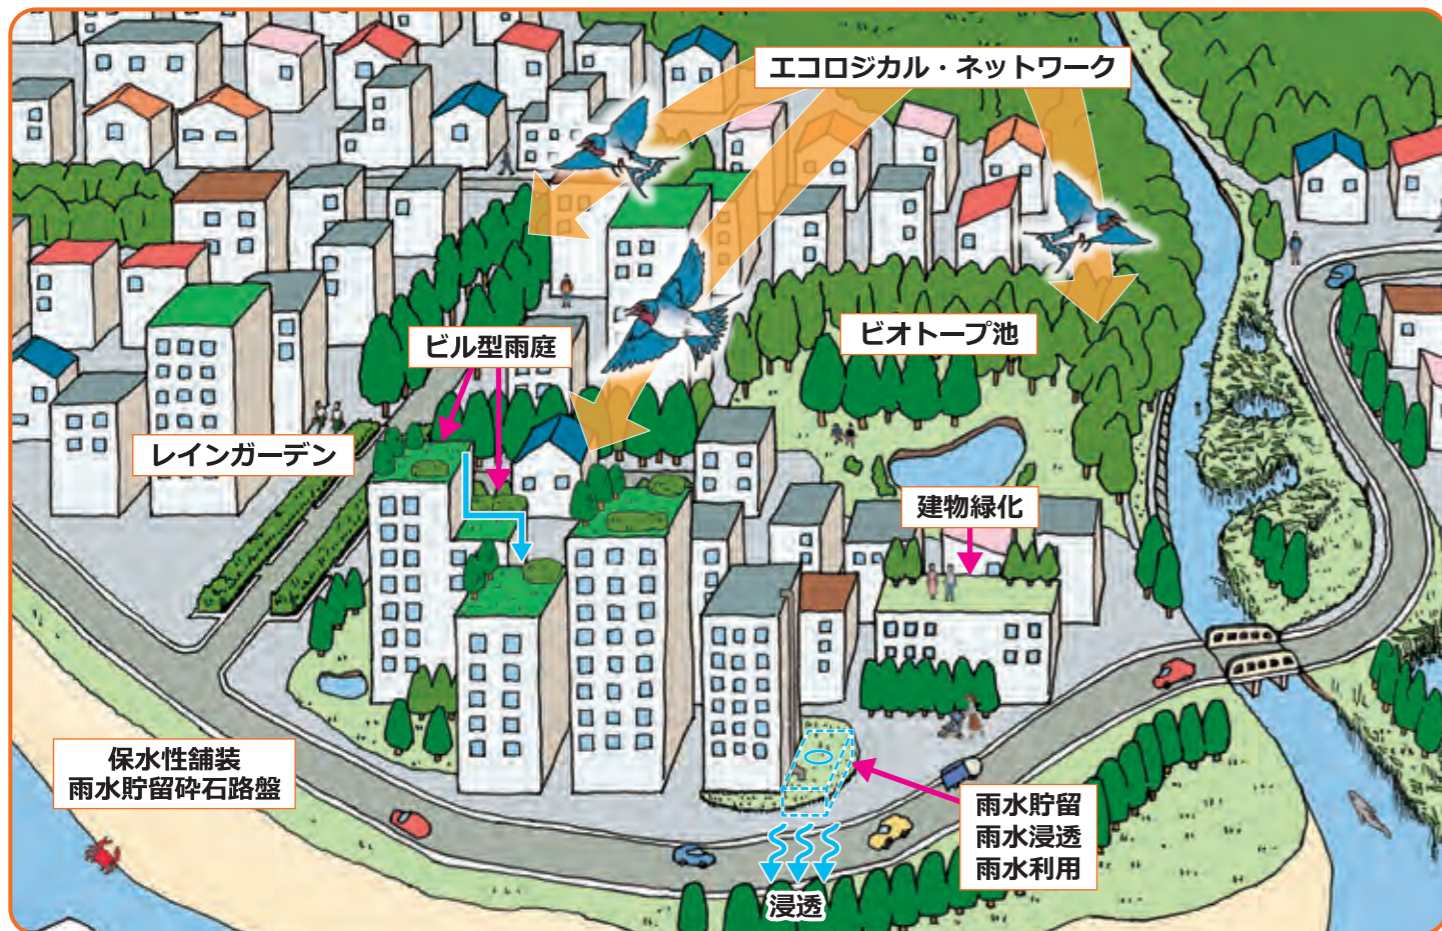 エコロジカル・ネットワーク
ビル型雨庭
ビオトープ池
レインガーデン
建物緑化
保水性舗装
雨水貯留砕石路盤
雨水貯留
雨水浸透
雨水利用
浸透